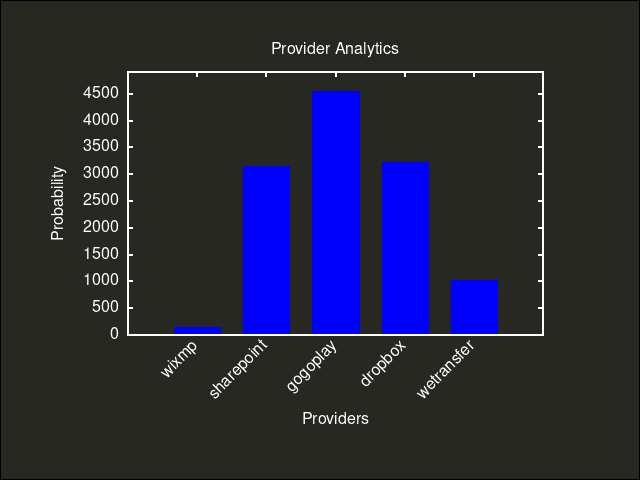 Provider Analytics
Probability
4500
4000
3500
3000
2500
2000
1500
1000
500
0
wixmp
sharepoint
gogoplay
dropbox
wetransfer
Providers